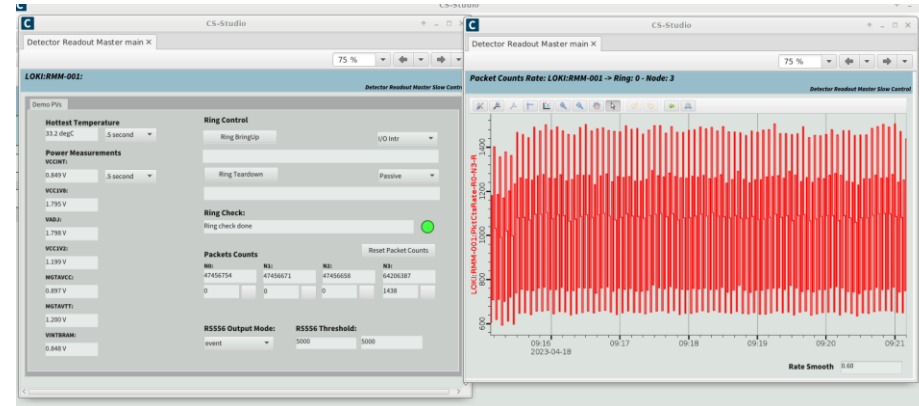 CS-Studio
CS-Studio
Detector Readout Master main ×
75 %
LOKI:RMM-001:
Demo PVs
Hottest Temperature
33.2 degC
.5 second
Power Measurements
VCCINT:
0.849 V
.5 second
VCC1V8:
1.795 V
VADJ:
1.798 V
VCC1V2:
1.199 V
MGTAVCC:
0.897 V
MGTAVTT:
1.200 V
VINTBRAM:
0.848 V
Ring Control
Ring BringUp
I/O Intr
Ring Teardown
Passive
Ring Check:
Ring check done
Packets Counts
Reset Packet Counts
N0: N1: N2: N3:
47456754 47456671 47456658 64206387
0 0 0 1438
RS556 Output Mode: RS556 Threshold:
event 5000 5000
CS-Studio
Detector Readout Master main ×
75 %
Packet Counts Rate: LOKI:RMM-001 -> Ring: 0 - Node: 3
Detector Readout Master Slow Control
LOKI:RMM-001:PktCtsRate-R0-N3-R
1400
1200
1000
800
600
09:16 09:17 09:18 09:19 09:20 09:21
2023-04-18
Rate Smooth 0.60